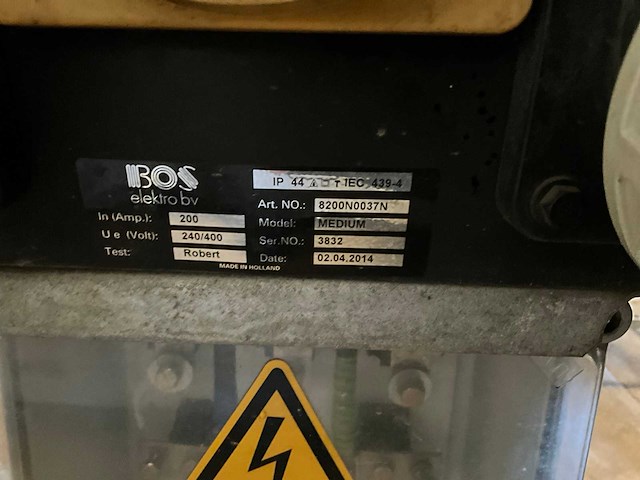 BOS
elektro bv
In (Amp.): 200
U e (Volt): 240/400
Test: Robert
IP 44 IEC 439-4
Art. NO.: 8200N0037N
Model: MEDIUM
Ser.NO.: 3832
Date: 02.04.2014
MADE IN HOLLAND